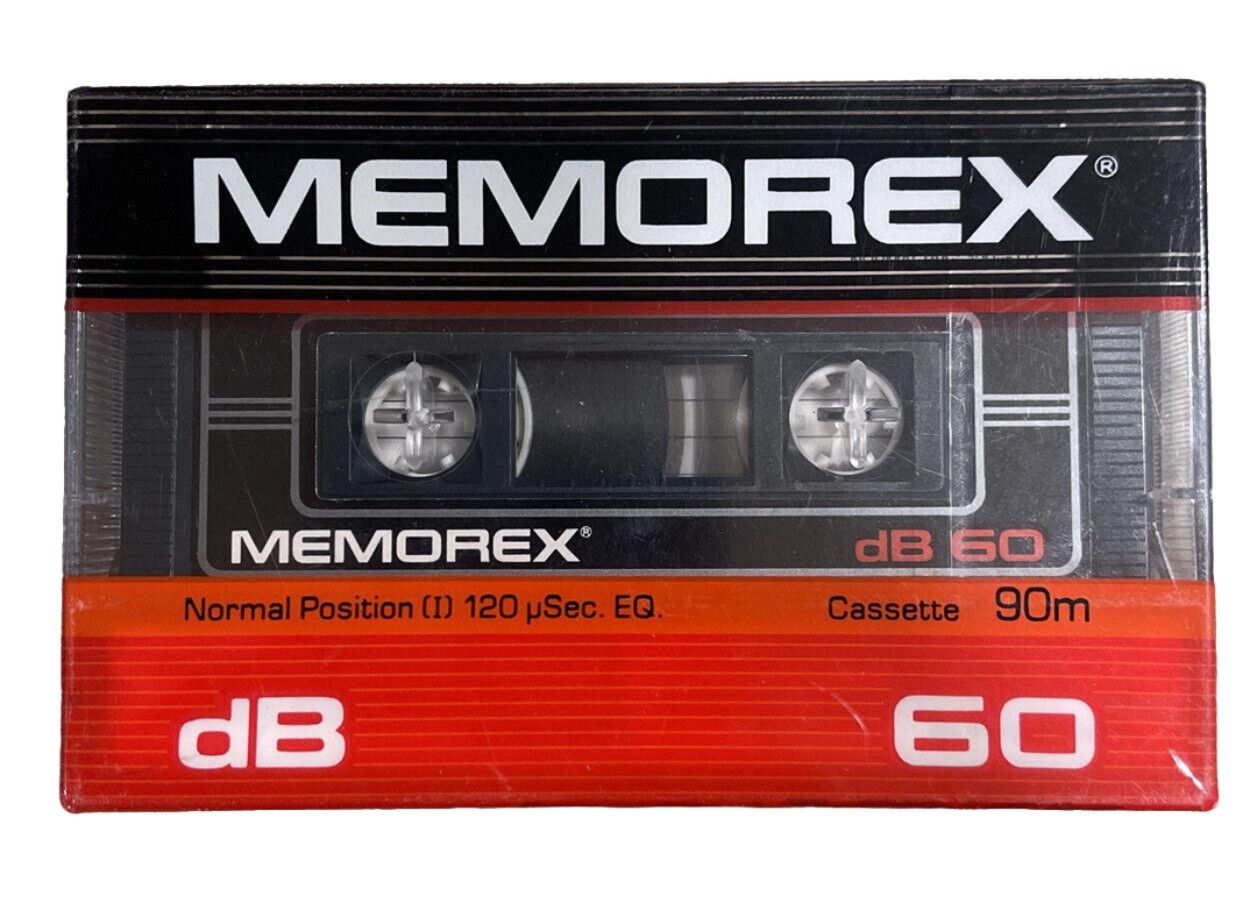 MEMOREX®
MEMOREX® dB 60
Normal Position (I) 120 µSec. EQ. Cassette 90m
dB 60